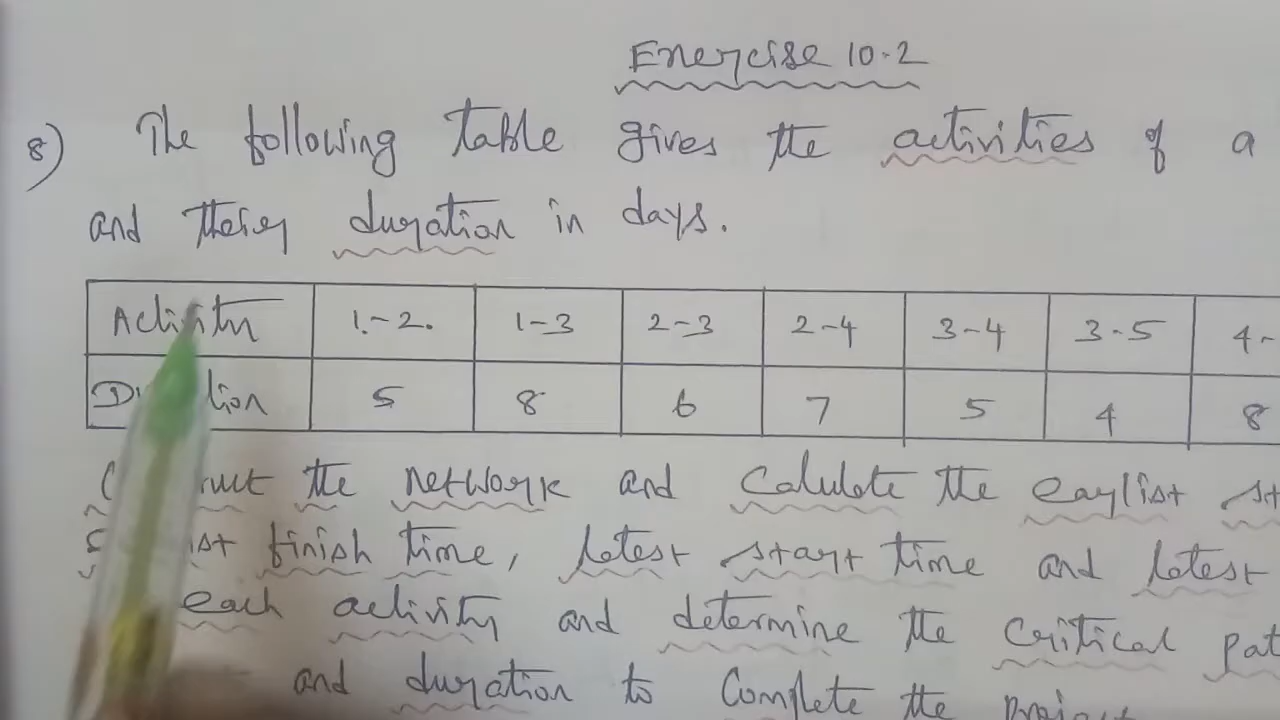 Exercise 10.2
8) The following table gives the activities of a
and their duration in days.
Activity 1-2. 1-3 2-3 2-4 3-4 3-5 4-
5 8 6 7 5 4 8
the network and Calulate the earlist
finish time, latest start time and latest
each activity and determine the critical
and duration to Complete the